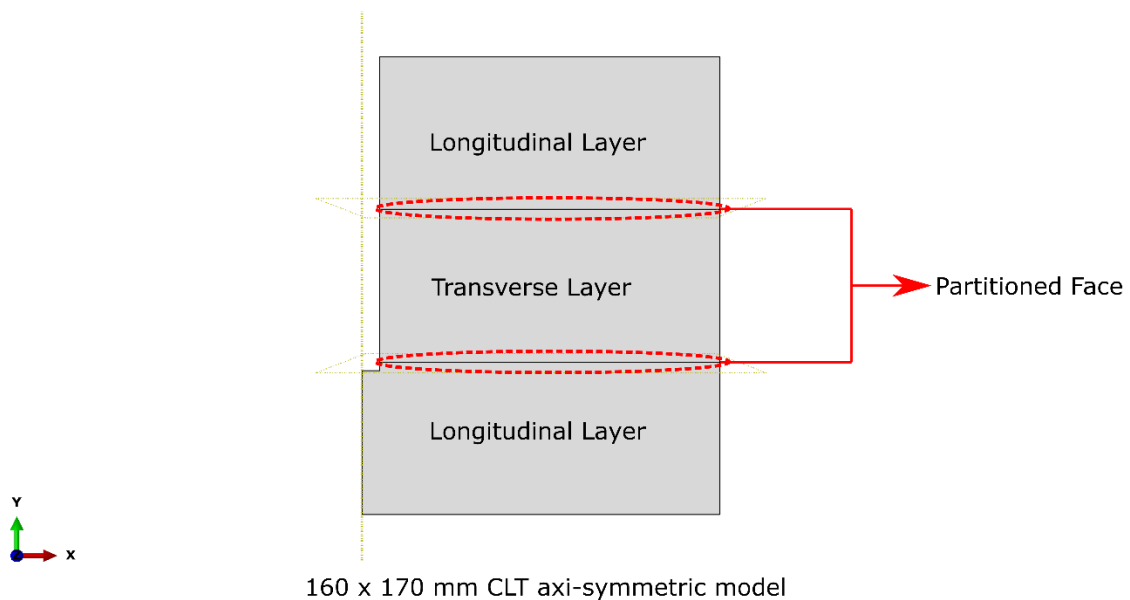 Longitudinal Layer
Transverse Layer
Partitioned Face
Longitudinal Layer
Y
Z
X
160 x 170 mm CLT axi-symmetric model